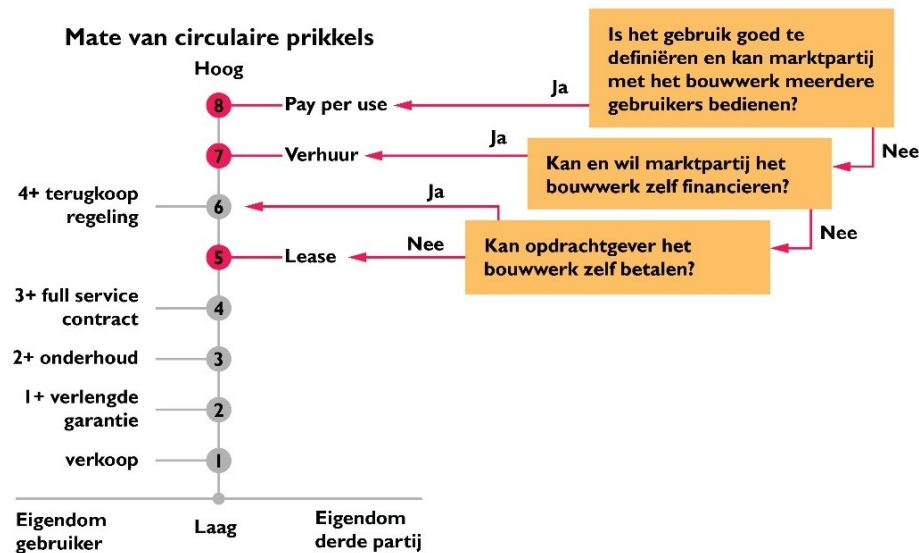 Mate van circulaire prikkels
Hoog
Is het gebruik goed te
definiëren en kan marktpartij
met het bouwwerk meerdere
gebruikers bedienen?
Ja
8
Pay per use
Nee
Ja
7
Verhuur
Kan en wil marktpartij het
bouwwerk zelf financieren?
4+ terugkoop
regeling
6
Ja
Nee
Kan opdrachtgever het
bouwwerk zelf betalen?
5
Lease
Nee
3+ full service
contract
4
2+ onderhoud
3
1+ verlengde
garantie
2
verkoop
1
Eigendom
gebruiker
Laag
Eigendom
derde partij